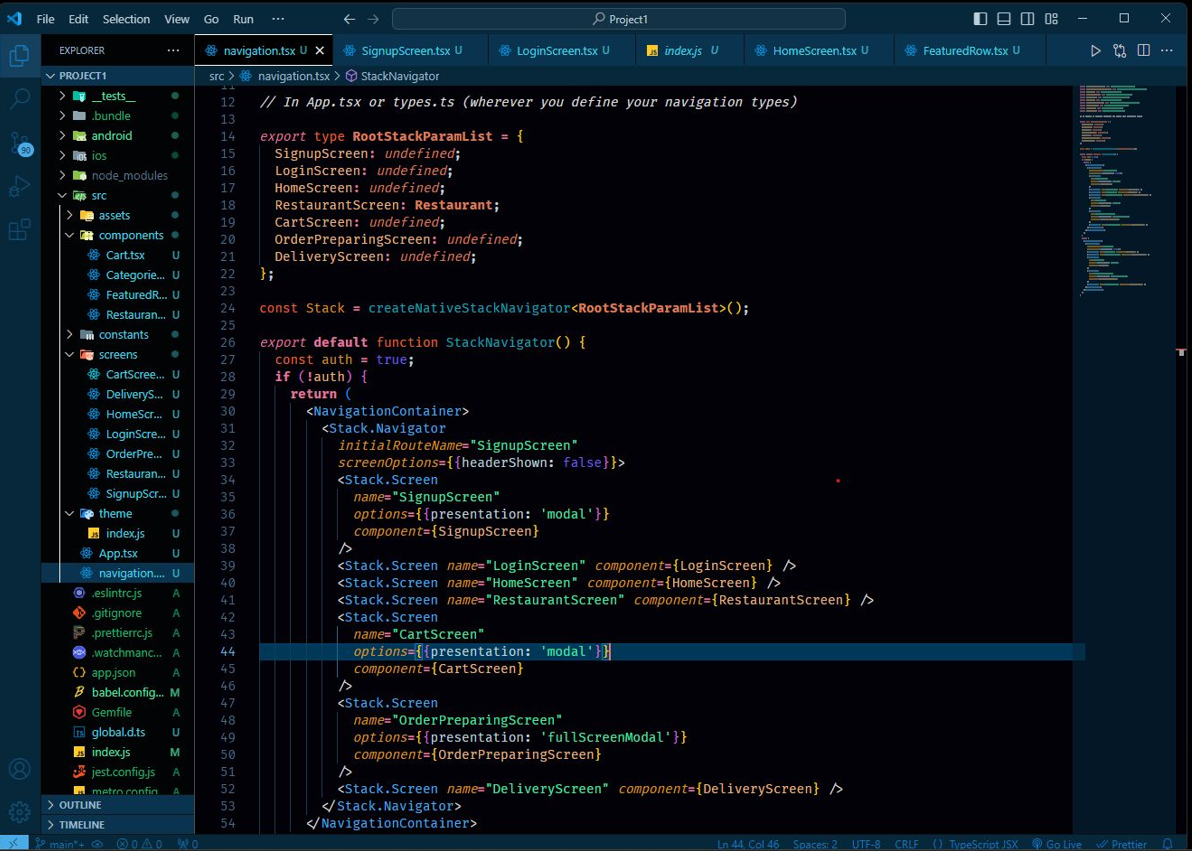 File Edit Selection View Go Run ··· Project1
EXPLORER ···
navigation.tsx U
SignupScreen.tsx U
LoginScreen.tsx U
index.js U
HomeScreen.tsx U
FeaturedRow.tsx U
PROJECT1
src > navigation.tsx > StackNavigator
__tests__
.bundle
android
ios
node_modules
src
assets
components
Cart.tsx U
Categorie... U
FeaturedR... U
Restauran... U
constants
screens
CartScree... U
DeliveryS... U
HomeScr... U
LoginScre... U
OrderPre... U
Restauran... U
SignupScr... U
theme
index.js U
App.tsx U
navigation.... U
.eslintrc.js A
.gitignore A
.prettierrc.js A
.watchmanc... A
app.json A
babel.config... M
Gemfile A
global.d.ts U
index.js M
jest.config.js A
metro.config... A
OUTLINE
TIMELINE
90
11
12 // In App.tsx or types.ts (wherever you define your navigation types)
13
14 export type RootStackParamList = {
15 SignupScreen: undefined;
16 LoginScreen: undefined;
17 HomeScreen: undefined;
18 RestaurantScreen: Restaurant;
19 CartScreen: undefined;
20 OrderPreparingScreen: undefined;
21 DeliveryScreen: undefined;
22 };
23
24 const Stack = createNativeStackNavigator<RootStackParamList>();
25
26 export default function StackNavigator() {
27 const auth = true;
28 if (!auth) {
29 return (
30 <NavigationContainer>
31 <Stack.Navigator
32 initialRouteName="SignupScreen"
33 screenOptions={{headerShown: false}}>
34 <Stack.Screen
35 name="SignupScreen"
36 options={{presentation: 'modal'}}
37 component={SignupScreen}
38 />
39 <Stack.Screen name="LoginScreen" component={LoginScreen} />
40 <Stack.Screen name="HomeScreen" component={HomeScreen} />
41 <Stack.Screen name="RestaurantScreen" component={RestaurantScreen} />
42 <Stack.Screen
43 name="CartScreen"
44 options={{presentation: 'modal'}}
45 component={CartScreen}
46 />
47 <Stack.Screen
48 name="OrderPreparingScreen"
49 options={{presentation: 'fullScreenModal'}}
50 component={OrderPreparingScreen}
51 />
52 <Stack.Screen name="DeliveryScreen" component={DeliveryScreen} />
53 </Stack.Navigator>
54 </NavigationContainer>
main*+ 0 0 0 Ln 44, Col 46 Spaces: 2 UTF-8 CRLF {} TypeScript JSX Go Live Prettier